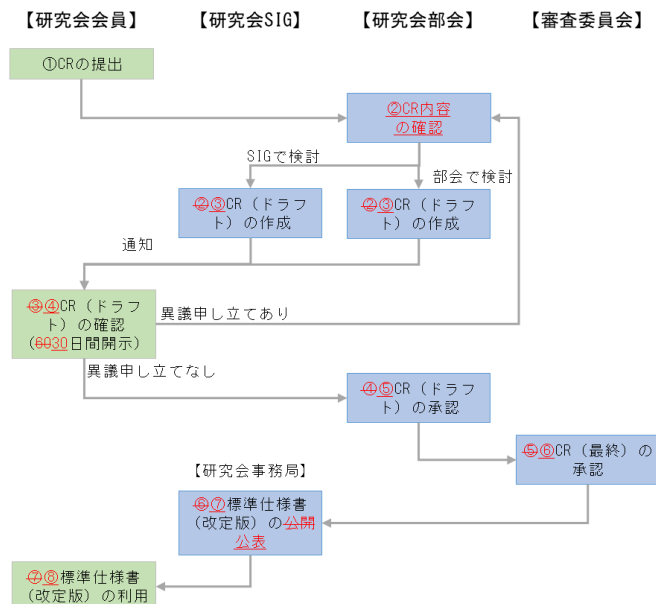 【研究会会員】 【研究会SIG】 【研究会部会】 【審査委員会】
①CRの提出
②CR内容
の確認
SIGで検討
部会で検討
②③CR（ドラフ
ト）の作成
②③CR（ドラフ
ト）の作成
通知
③④CR（ドラフ
ト）の確認
（6030日間開示）
異議申し立てあり
異議申し立てなし
④⑤CR（ドラフ
ト）の承認
⑤⑥CR（最終）の
承認
【研究会事務局】
⑥⑦標準仕様書
（改定版）の公開
公表
⑦⑧標準仕様書
（改定版）の利用